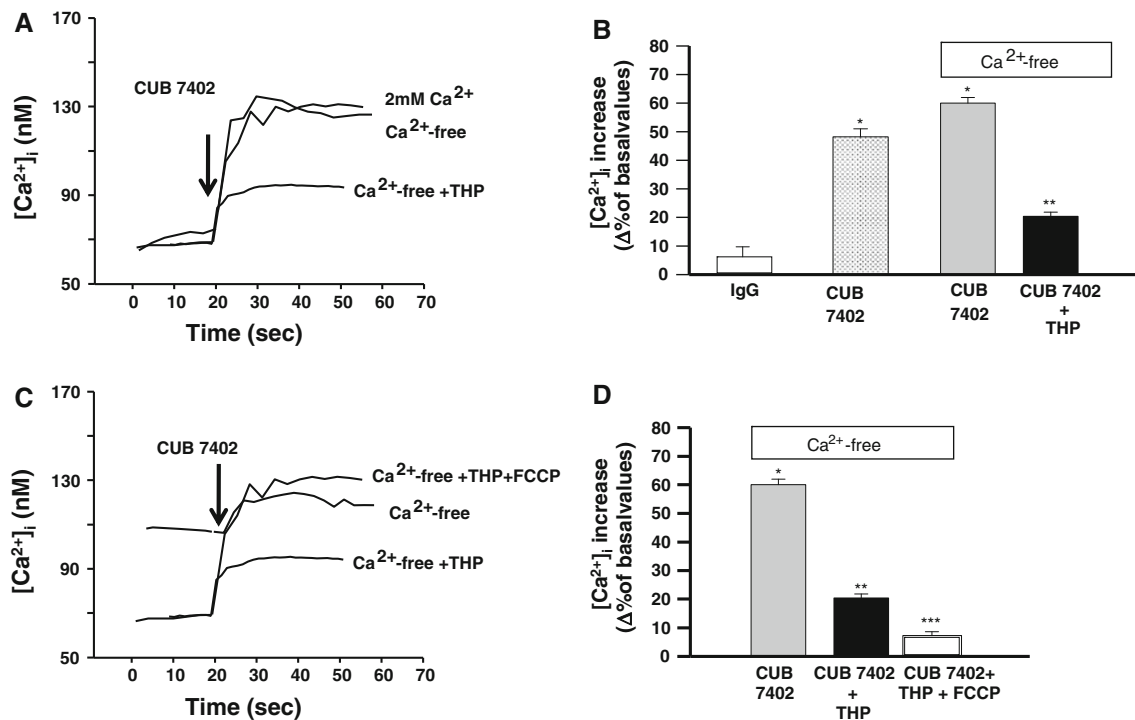 A
170
130
90
50
[Ca2+]i (nM)
CUB 7402
2mM Ca2+
Ca2+-free
Ca2+-free +THP
0 10 20 30 40 50 60 70
Time (sec)
B
80
70
60
50
40
30
20
10
0
[Ca2+]i increase
(Δ%of basalvalues)
Ca2+-free
*
*
**
IgG
CUB
7402
CUB
7402
CUB 7402
+
THP
C
170
130
90
50
[Ca2+]i (nM)
CUB 7402
Ca2+-free +THP+FCCP
Ca2+-free
Ca2+-free +THP
0 10 20 30 40 50 60 70
Time (sec)
D
80
70
60
50
40
30
20
10
0
[Ca2+]i increase
(Δ%of basalvalues)
Ca2+-free
*
**
***
CUB
7402
CUB 7402
+
THP
CUB 7402+
THP + FCCP